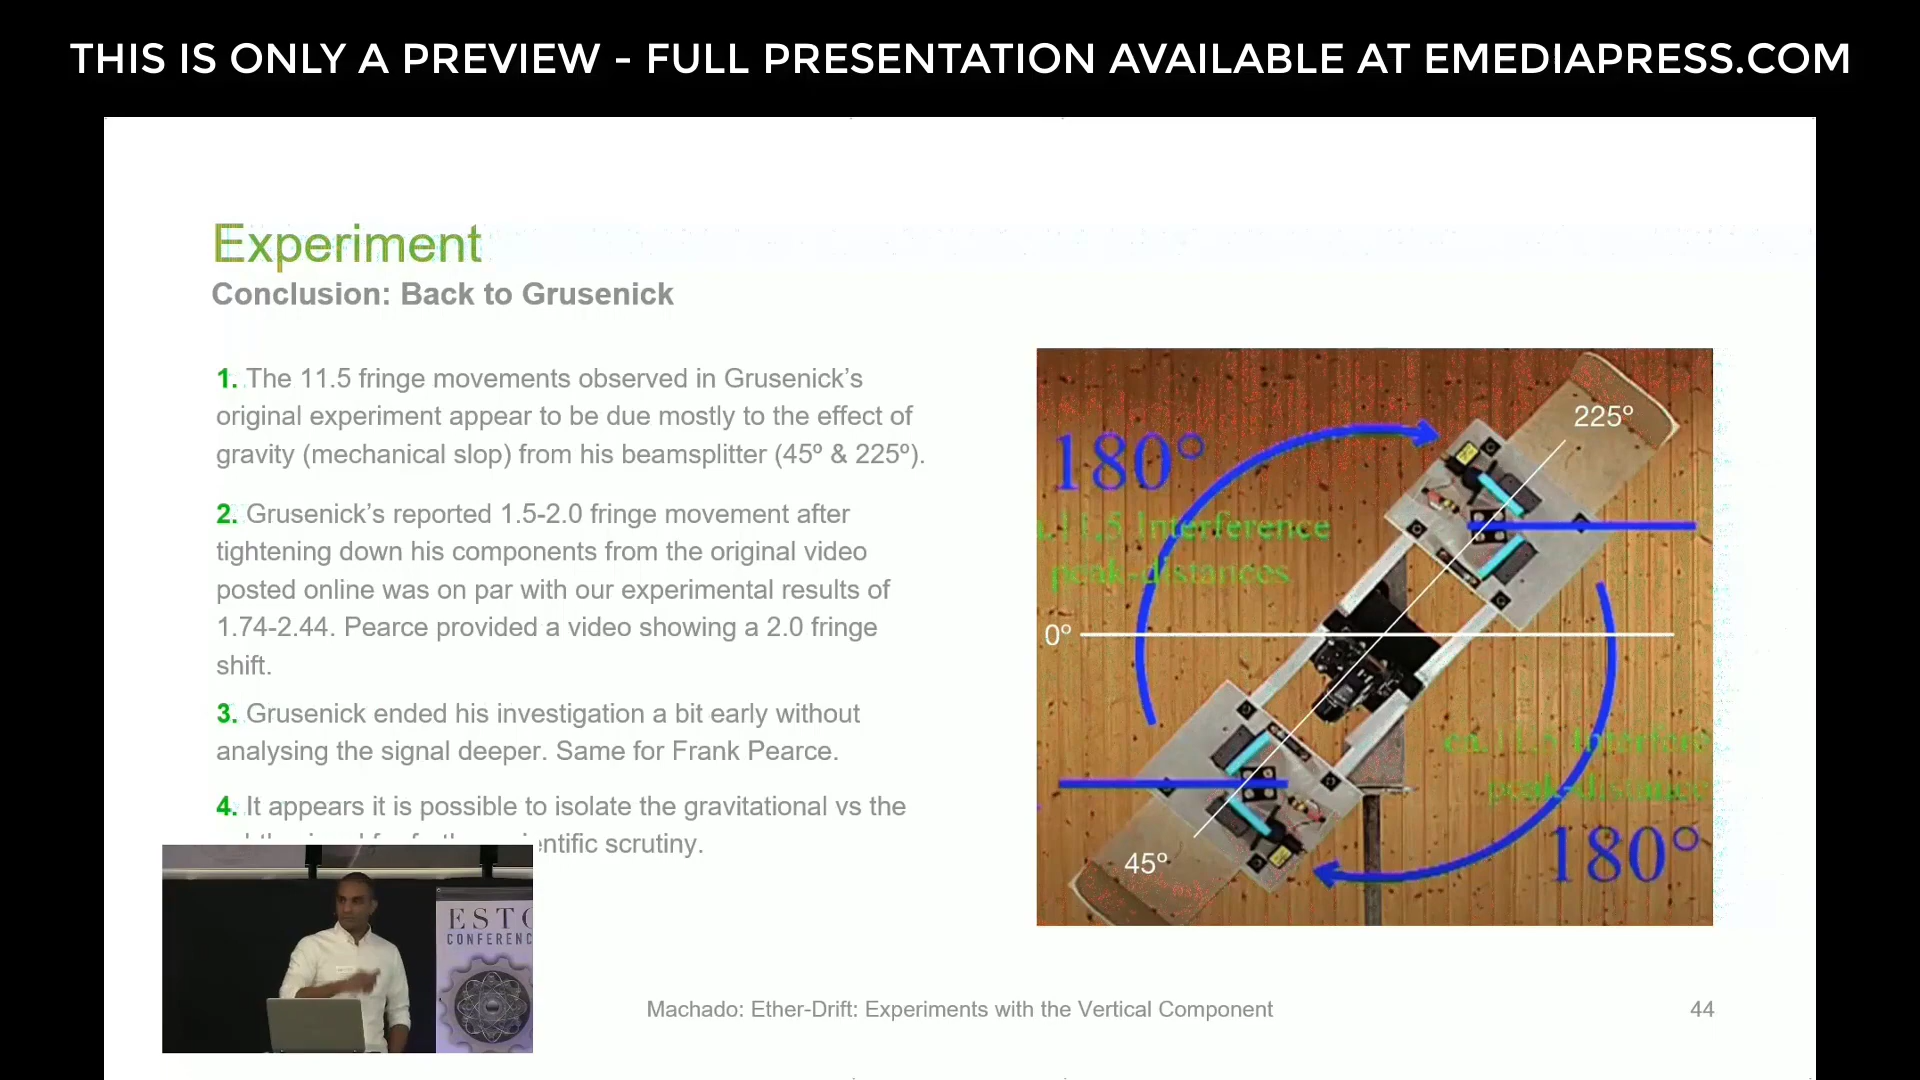 THIS IS ONLY A PREVIEW - FULL PRESENTATION AVAILABLE AT EMEDIAPRESS.COM
Experiment
Conclusion: Back to Grusenick
1. The 11.5 fringe movements observed in Grusenick's
original experiment appear to be due mostly to the effect of
gravity (mechanical slop) from his beamsplitter (45º & 225º).
2. Grusenick's reported 1.5-2.0 fringe movement after
tightening down his components from the original video
posted online was on par with our experimental results of
1.74-2.44. Pearce provided a video showing a 2.0 fringe
shift.
3. Grusenick ended his investigation a bit early without
analysing the signal deeper. Same for Frank Pearce.
4. It appears it is possible to isolate the gravitational vs the
scrutiny.
225º
180°
11.5 Interference
peak-distances
0º
ca. 11.5
peak-distance
180°
45º
CONFERENC
Machado: Ether-Drift: Experiments with the Vertical Component
44